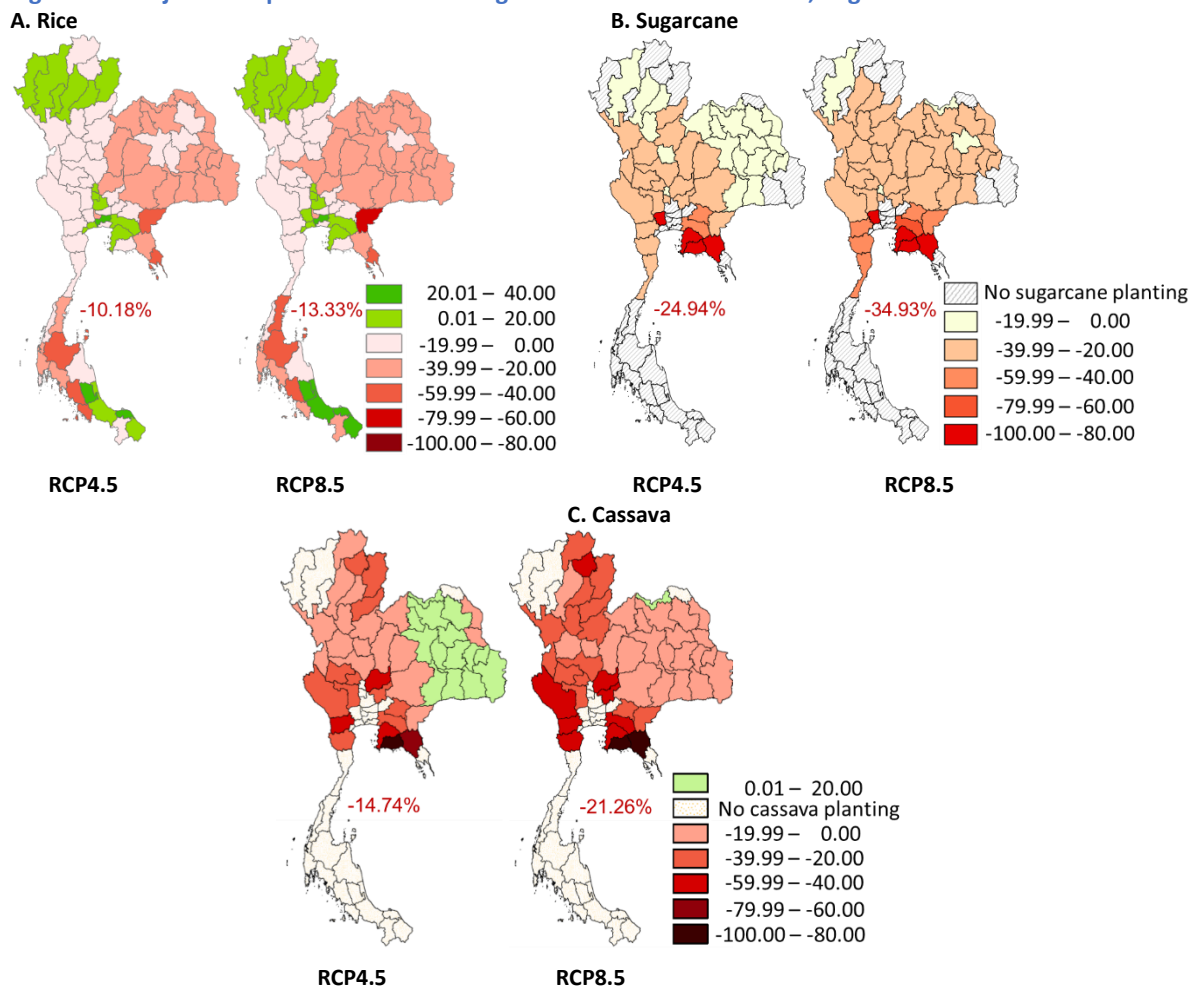 A. Rice
B. Sugarcane
-10.18%
-13.33%
20.01 – 40.00
0.01 – 20.00
-19.99 – 0.00
-39.99 – -20.00
-59.99 – -40.00
-79.99 – -60.00
-100.00 – -80.00
RCP4.5
RCP8.5
-24.94%
-34.93%
No sugarcane planting
-19.99 – 0.00
-39.99 – -20.00
-59.99 – -40.00
-79.99 – -60.00
-100.00 – -80.00
RCP4.5
RCP8.5
C. Cassava
-14.74%
-21.26%
0.01 – 20.00
No cassava planting
-19.99 – 0.00
-39.99 – -20.00
-59.99 – -40.00
-79.99 – -60.00
-100.00 – -80.00
RCP4.5
RCP8.5